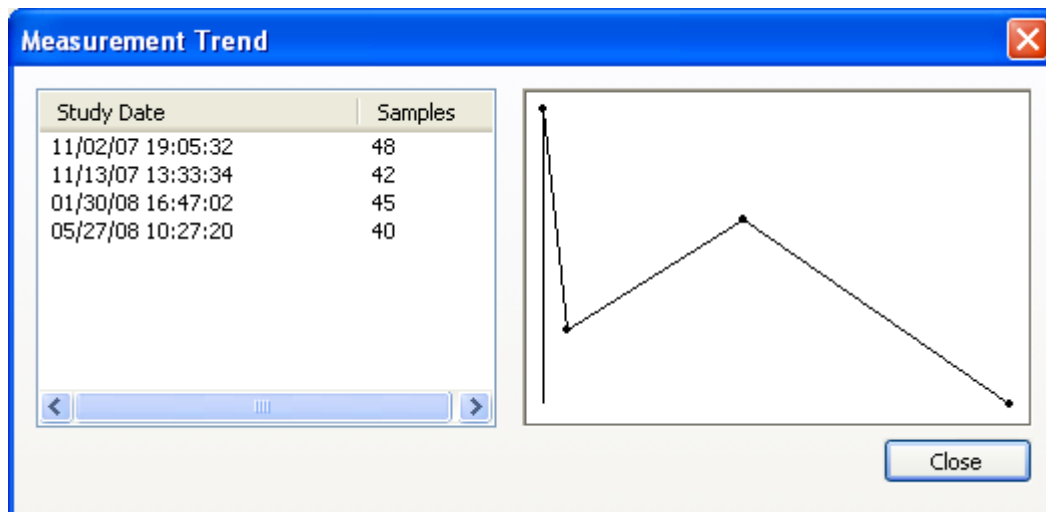 Measurement Trend
Study Date Samples
11/02/07 19:05:32 48
11/13/07 13:33:34 42
01/30/08 16:47:02 45
05/27/08 10:27:20 40
Close